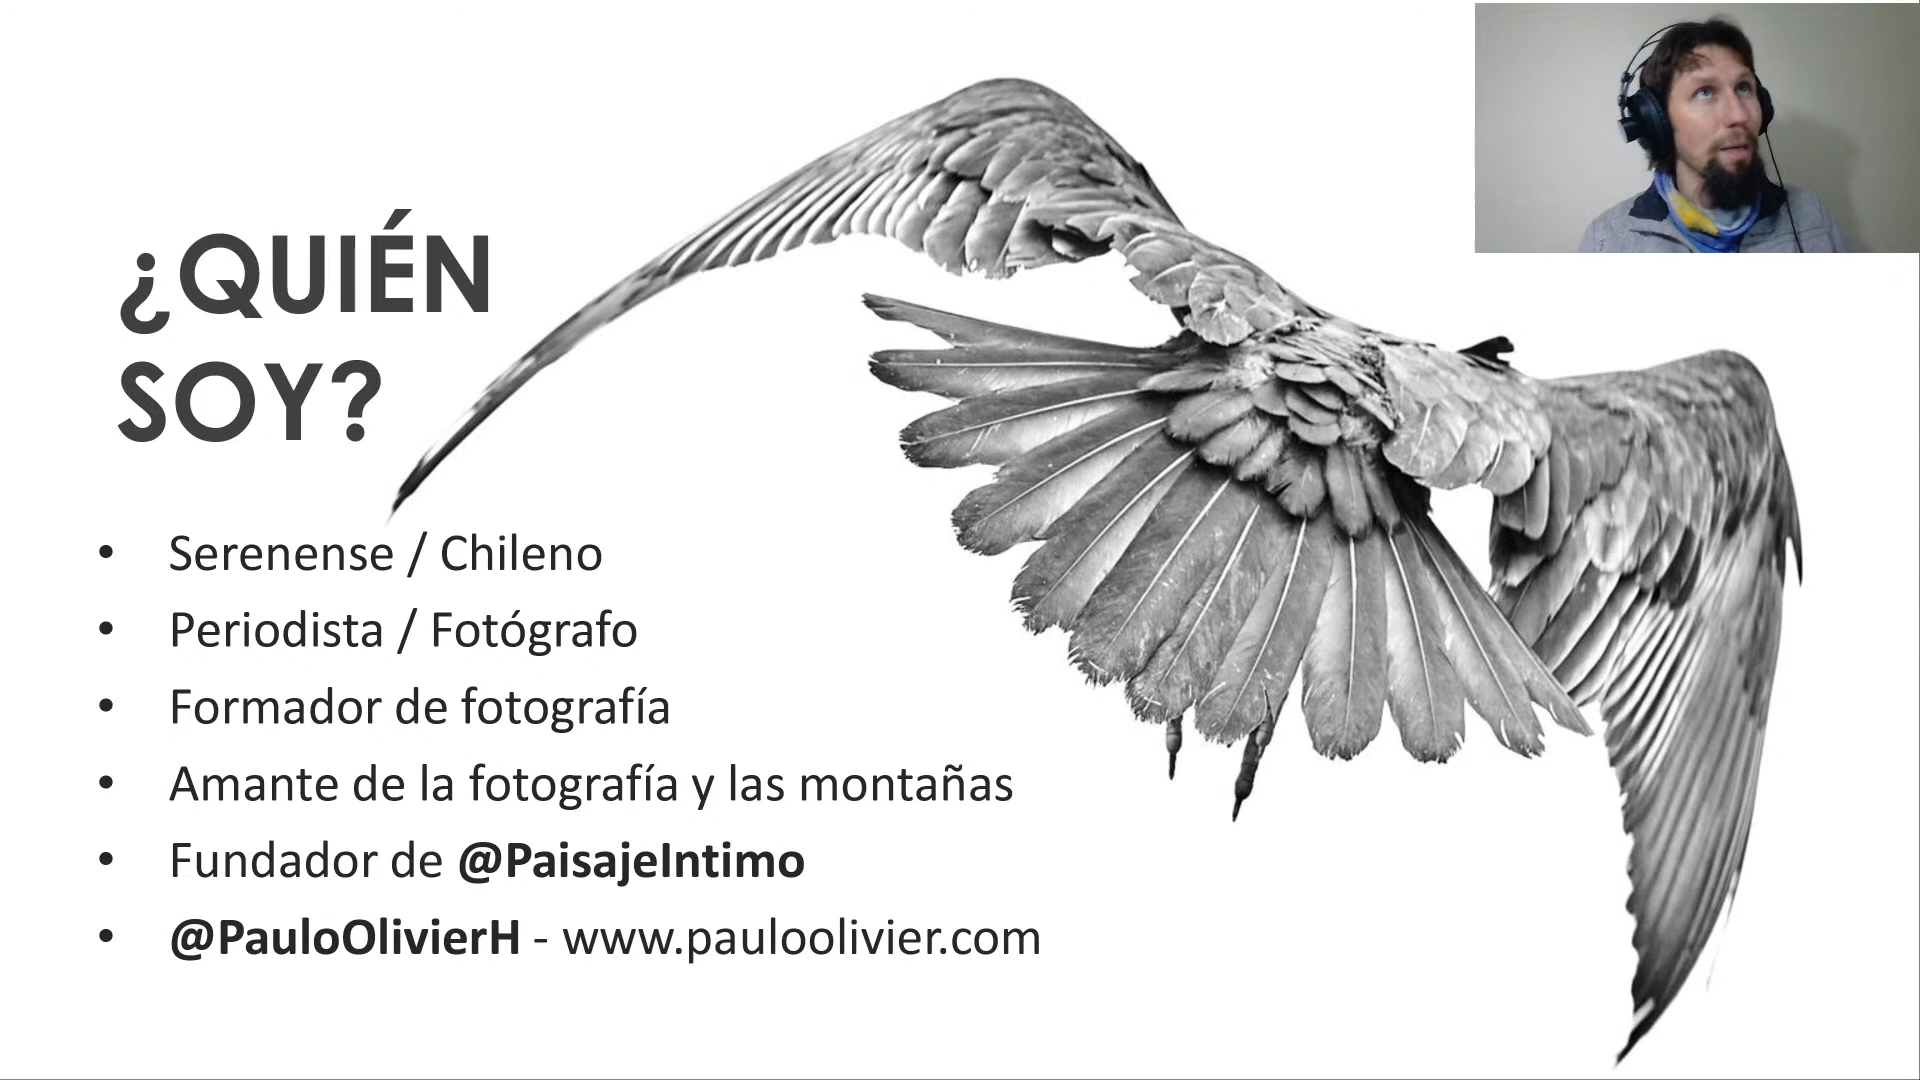 ¿QUIÉN
SOY?
• Serenense / Chileno
• Periodista / Fotógrafo
• Formador de fotografía
• Amante de la fotografía y las montañas
• Fundador de @PaisajeIntimo
• @PauloOlivierH - www.pauloolivier.com